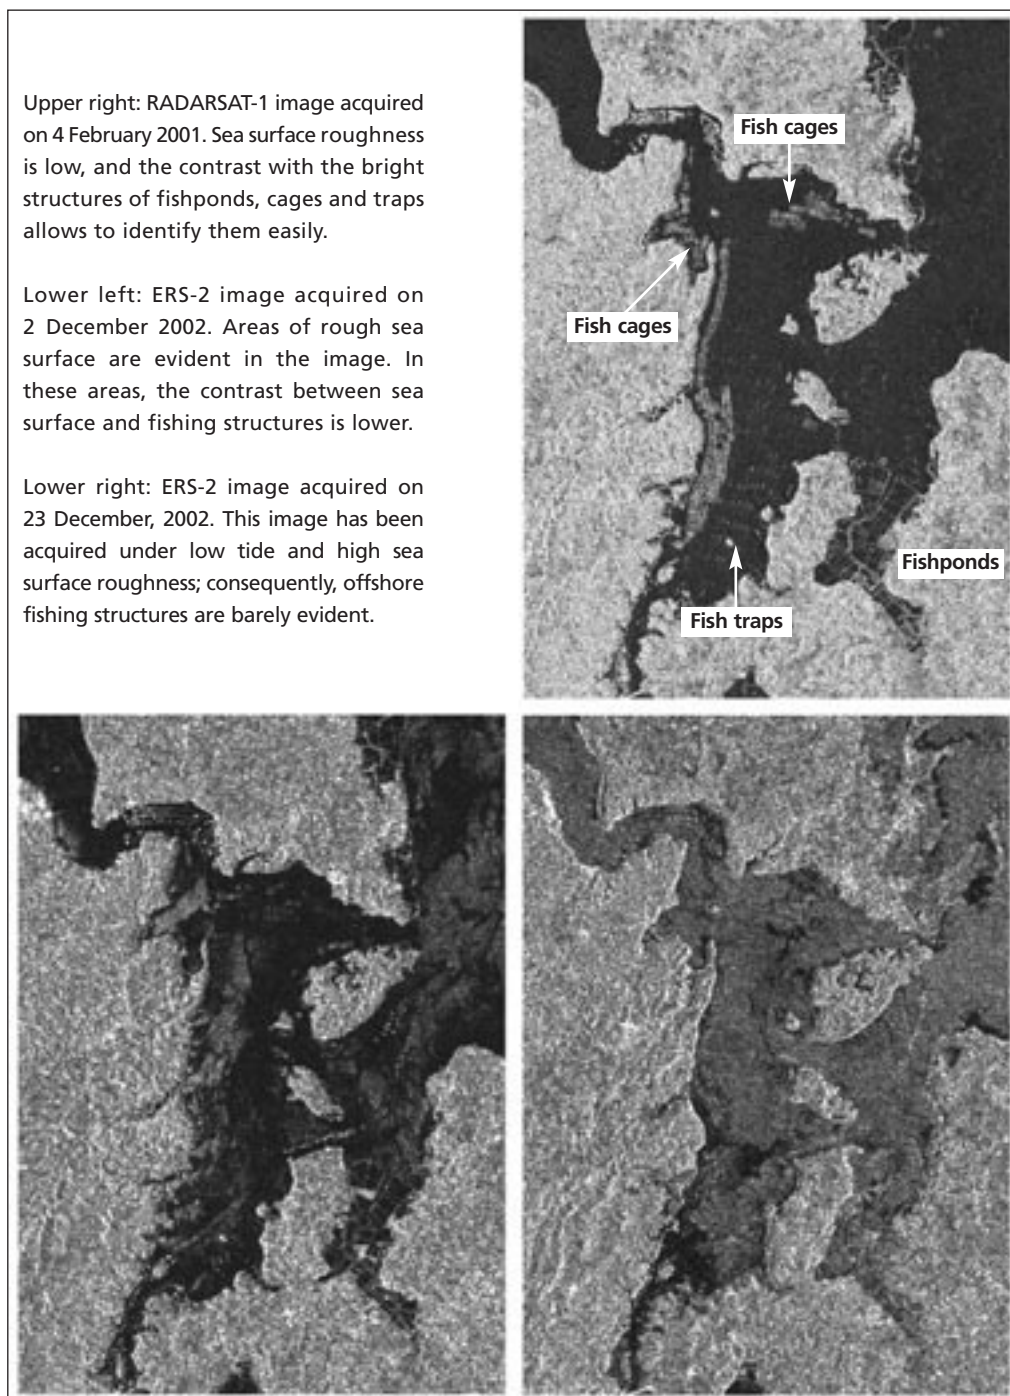 Upper right: RADARSAT-1 image acquired
on 4 February 2001. Sea surface roughness
is low, and the contrast with the bright
structures of fishponds, cages and traps
allows to identify them easily.
Lower left: ERS-2 image acquired on
2 December 2002. Areas of rough sea
surface are evident in the image. In
these areas, the contrast between sea
surface and fishing structures is lower.
Lower right: ERS-2 image acquired on
23 December, 2002. This image has been
acquired under low tide and high sea
surface roughness; consequently, offshore
fishing structures are barely evident.
Fish cages
Fish cages
Fishponds
Fish traps